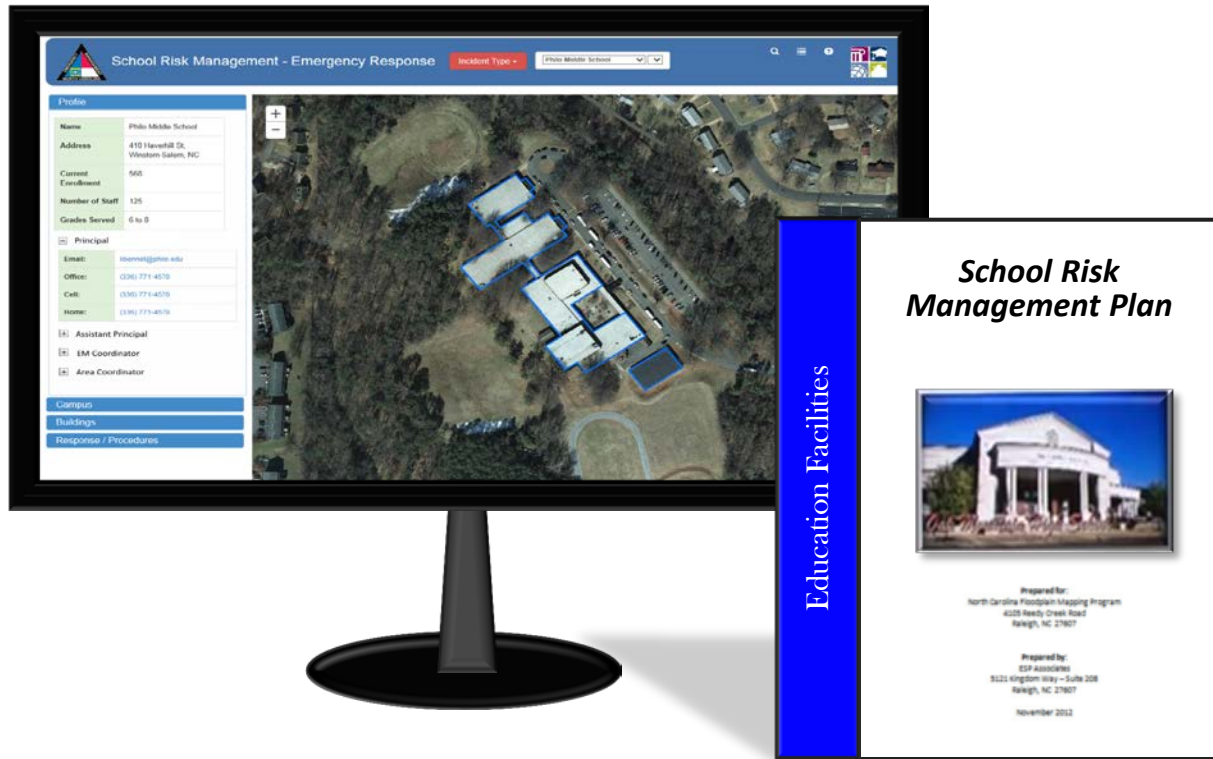 School Risk Management - Emergency Response
Incident Type
Philo Middle School
Profile
Name Philo Middle School
Address 410 Haverhill St,
Winstom-Salem, NC
Current 568
Enrollment
Number of Staff 125
Grades Served 6 to 8
Principal
Email:
Office: (336) 771-4570
Cell: (336) 771-4570
Home: (336) 771-4570
Assistant Principal
EM Coordinator
Area Coordinator
Campus
Buildings
Response / Procedures
Education Facilities
School Risk
Management Plan
Prepared for:
North Carolina Floodplain Mapping Program
4105 Reedy Creek Road
Raleigh, NC 27607
Prepared by:
ESP Associates
5121 Kingdom Way – Suite 208
Raleigh, NC 27607
November 2012